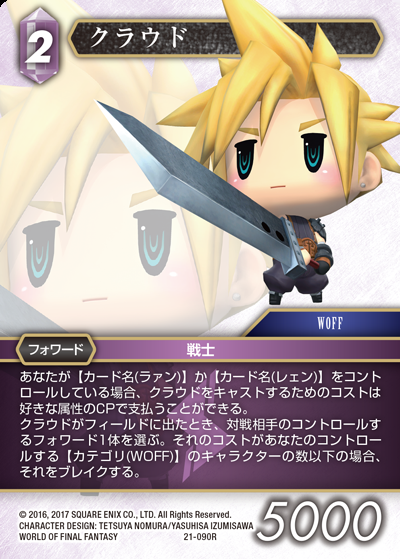 2
クラウド
WOFF
フォワード
戦士
あなたが【カード名(ラァン)】か【カード名(レェン)】をコント
ロールしている場合、クラウドをキャストするためのコストは
好きな属性のCPで支払うことができる。
クラウドがフィールドに出たとき、対戦相手のコントロールす
るフォワード1体を選ぶ。それのコストがあなたのコントロー
ルする【カテゴリ(WOFF)】のキャラクターの数以下の場合、
それをブレイクする。
© 2016, 2017 SQUARE ENIX CO., LTD. All Rights Reserved.
CHARACTER DESIGN: TETSUYA NOMURA/YASUHISA IZUMISAWA
WORLD OF FINAL FANTASY 21-090R
5000